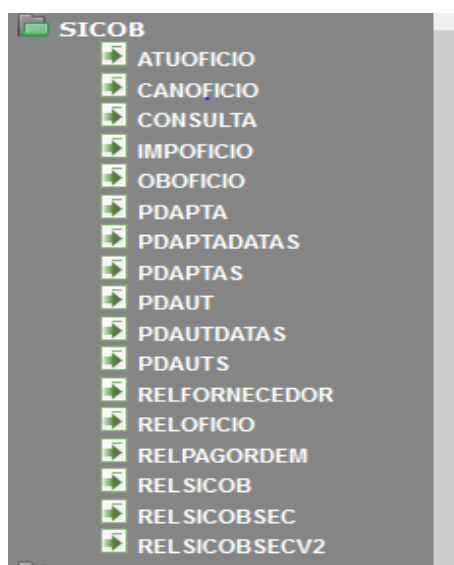 SICOB
ATUOFICIO
CANOFICIO
CONSULTA
IMPOFICIO
OBOFICIO
PDAPTA
PDAPTADATAS
PDAPTAS
PDAUT
PDAUTDATAS
PDAUTS
RELFORNECEDOR
RELOFICIO
RELPAGORDEM
RELSICOB
RELSICOBSEC
RELSICOBSECV2